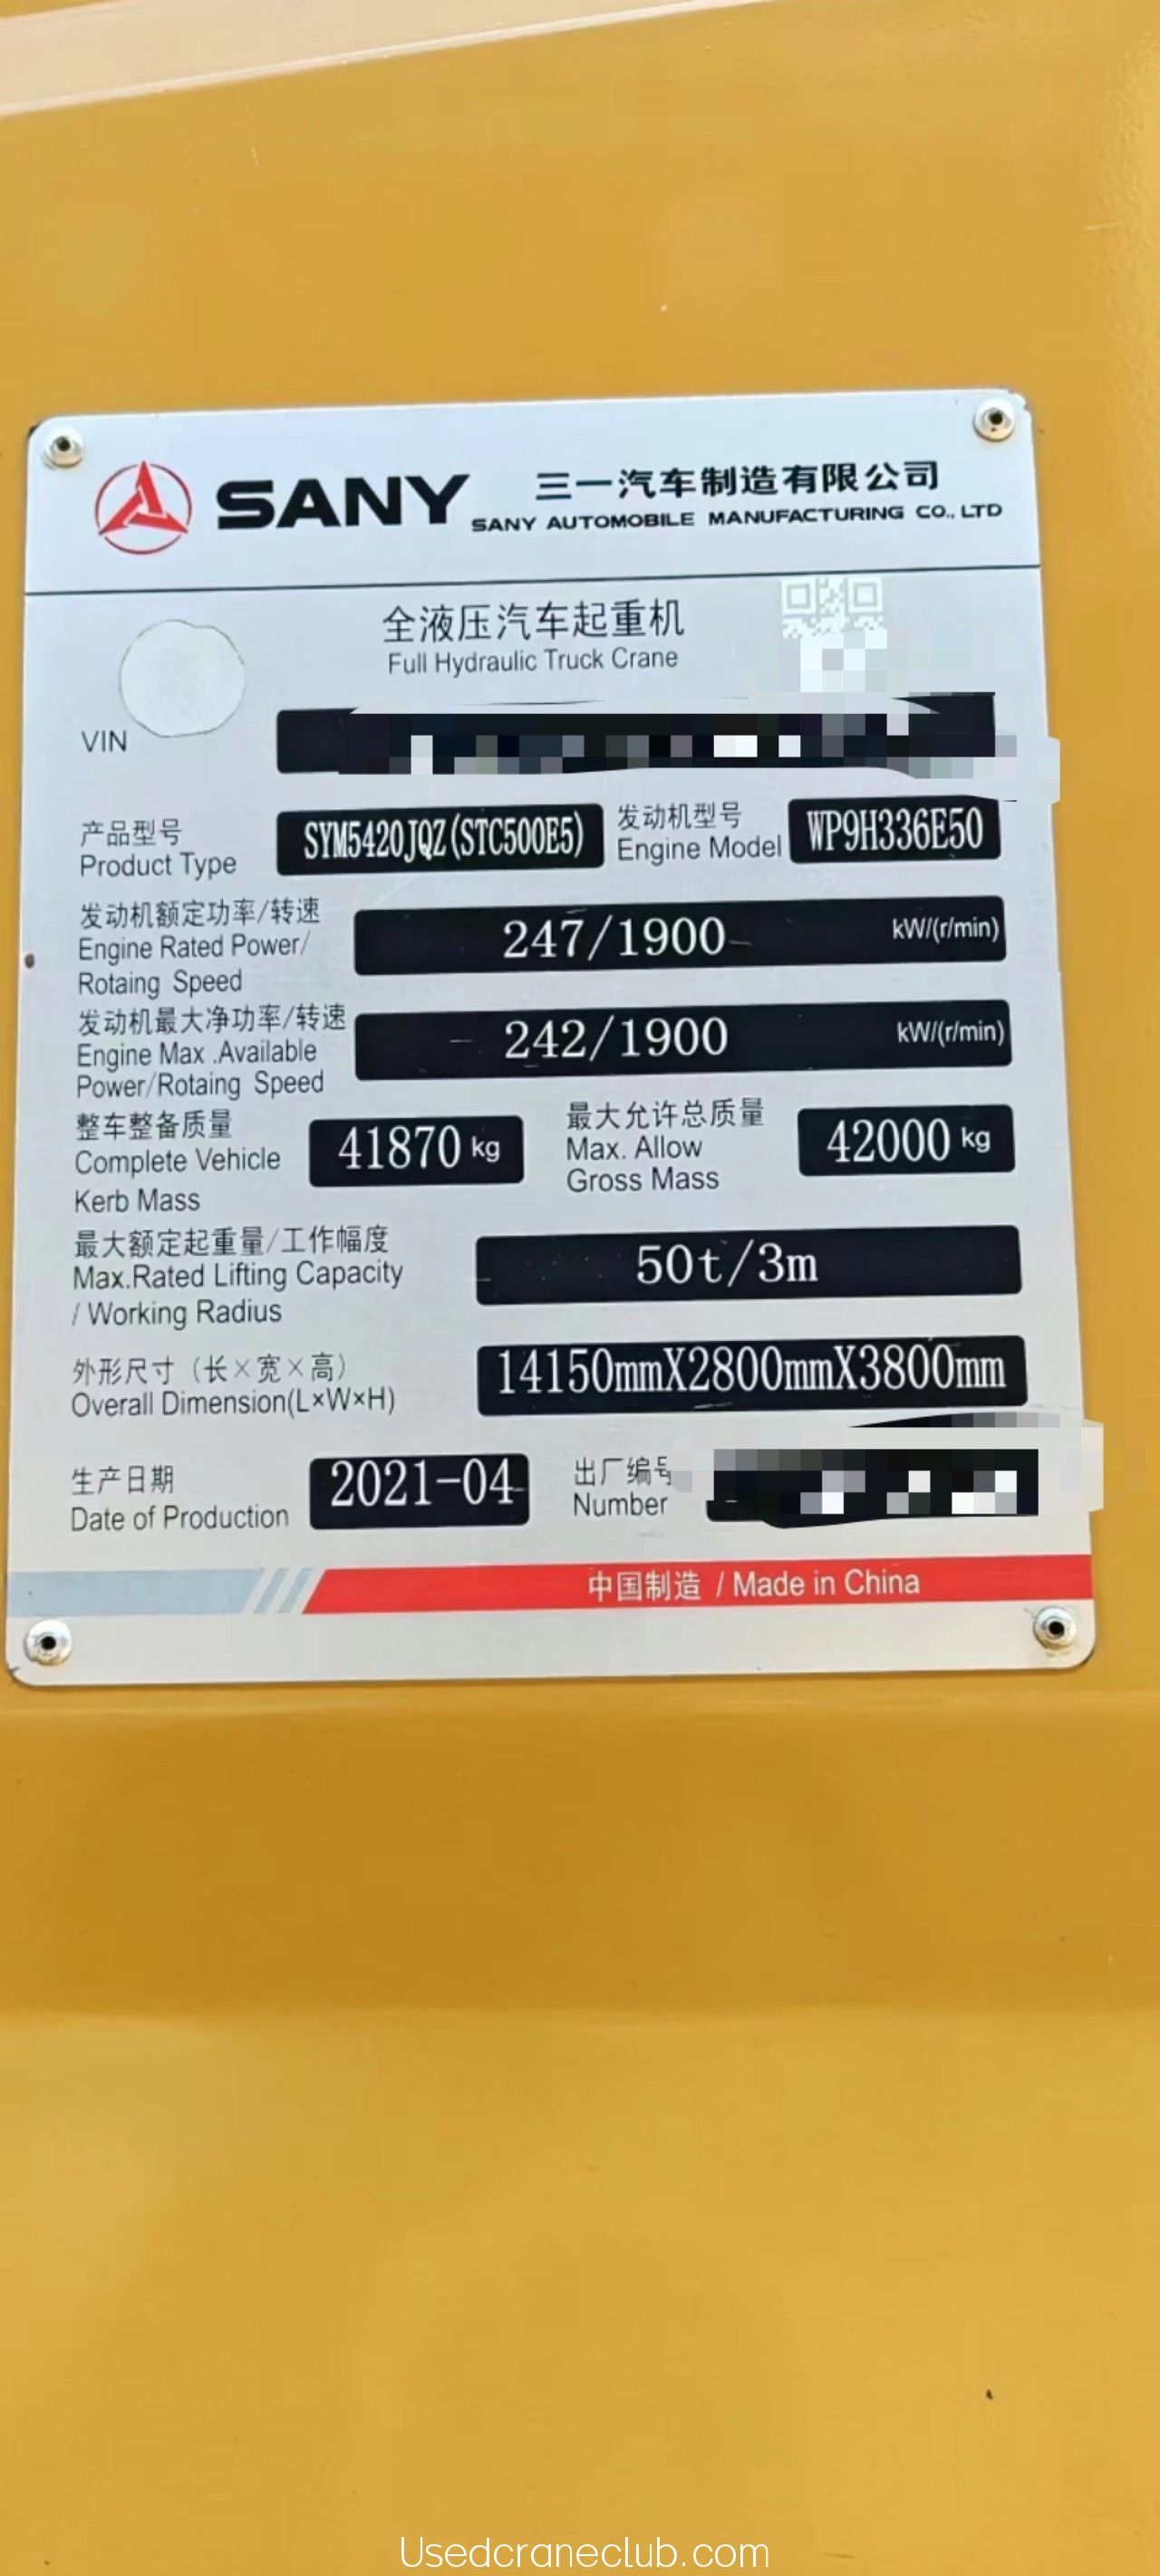 SANY 三一汽车制造有限公司
SANY AUTOMOBILE MANUFACTURING CO., LTD
全液压汽车起重机
Full Hydraulic Truck Crane
VIN
产品型号 SYM5420JQZ(STC500E5) 发动机型号 WP9H336E50
Product Type Engine Model
发动机额定功率/转速
Engine Rated Power/ 247/1900 kW/(r/min)
Rotaing Speed
发动机最大净功率/转速
Engine Max .Available 242/1900 kW/(r/min)
Power/Rotaing Speed
整车整备质量 最大允许总质量
Complete Vehicle 41870 kg Max. Allow 42000 kg
Kerb Mass Gross Mass
最大额定起重量/工作幅度
Max.Rated Lifting Capacity 50t/3m
/ Working Radius
外形尺寸（长×宽×高） 14150mmX2800mmX3800mm
Overall Dimension(L×W×H)
生产日期 2021-04 出厂编号
Date of Production Number
中国制造 / Made in China
Usedcraneclub.com